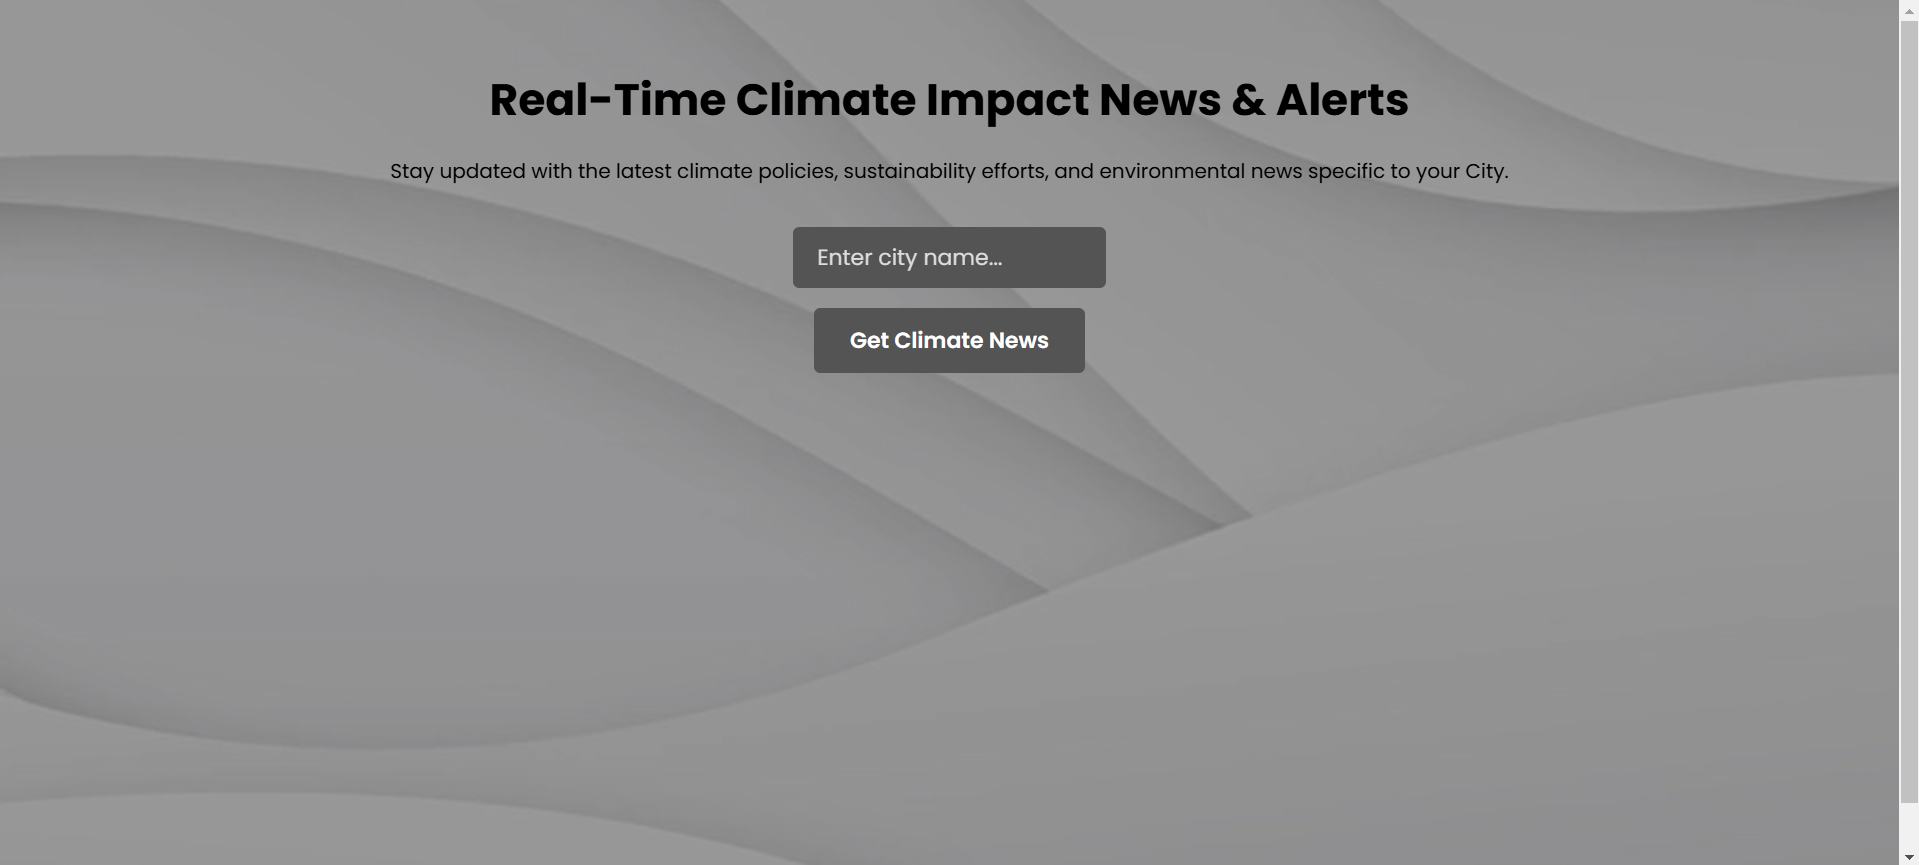 Real-Time Climate Impact News & Alerts
Stay updated with the latest climate policies, sustainability efforts, and environmental news specific to your City.
Enter city name...
Get Climate News